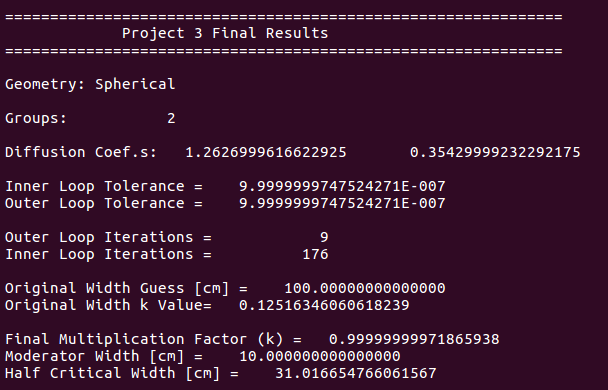 ==============================================================
Project 3 Final Results
==============================================================
Geometry: Spherical
Groups: 2
Diffusion Coef.s: 1.2626999616622925 0.35429999232292175
Inner Loop Tolerance = 9.9999999747524271E-007
Outer Loop Tolerance = 9.9999999747524271E-007
Outer Loop Iterations = 9
Inner Loop Iterations = 176
Original Width Guess [cm] = 100.00000000000000
Original Width k Value= 0.12516346060618239
Final Multiplication Factor (k) = 0.99999999971865938
Moderator Width [cm] = 10.000000000000000
Half Critical Width [cm] = 31.016654766061567